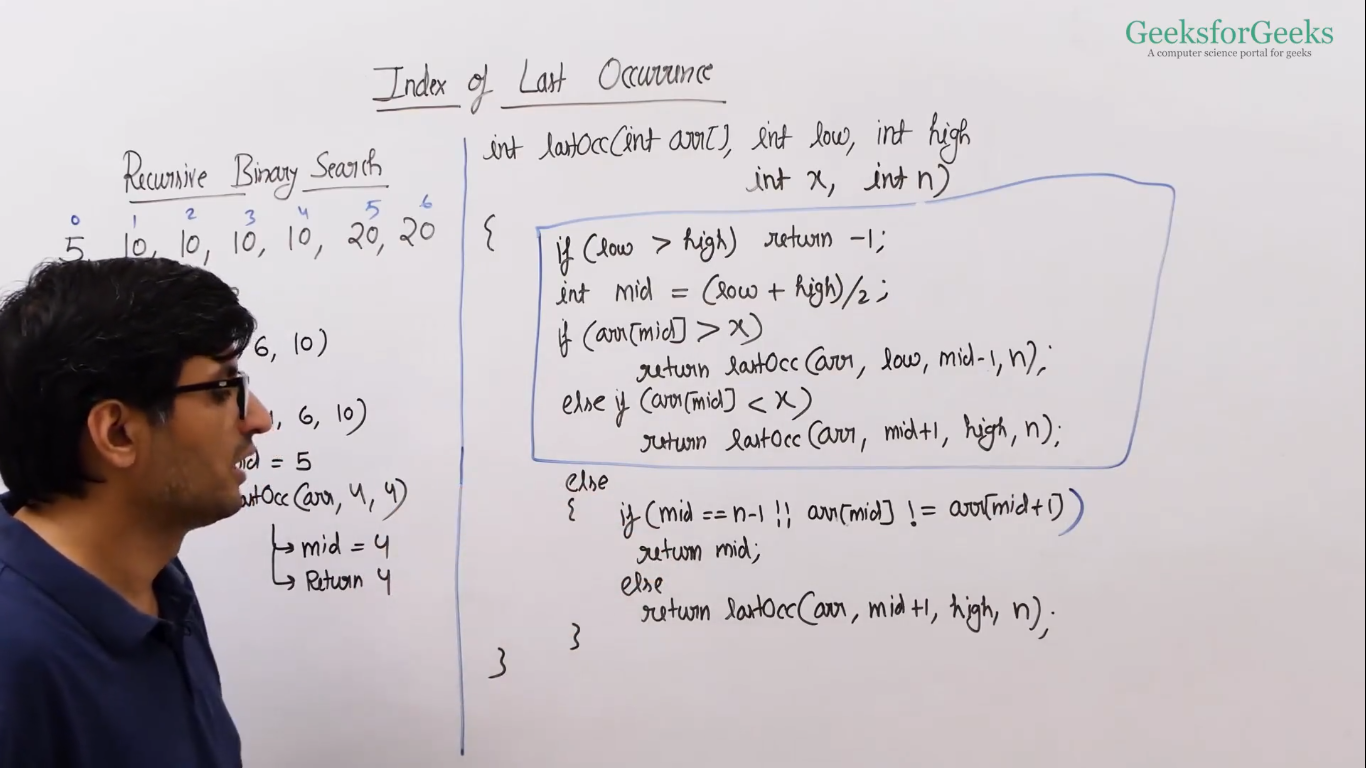 GeeksforGeeks
A computer science portal for geeks
Index of Last Occurrence
Recursive Binary Search
0 1 2 3 4 5 6
5, 10, 10, 10, 10, 20, 20
6, 10)
, 6, 10)
= 5
Occ(arr, 4, 4)
↳ mid = 4
↳ Return 4
int lastOcc(int arr[], int low, int high
int x, int n)
{
if (low > high) return -1;
int mid = (low + high)/2;
if (arr[mid] > x)
return lastOcc(arr, low, mid-1, n);
else if (arr[mid] < x)
return lastOcc(arr, mid+1, high, n);
else
{ if (mid == n-1 || arr[mid] != arr[mid+1])
return mid;
else
return lastOcc(arr, mid+1, high, n);
}
}